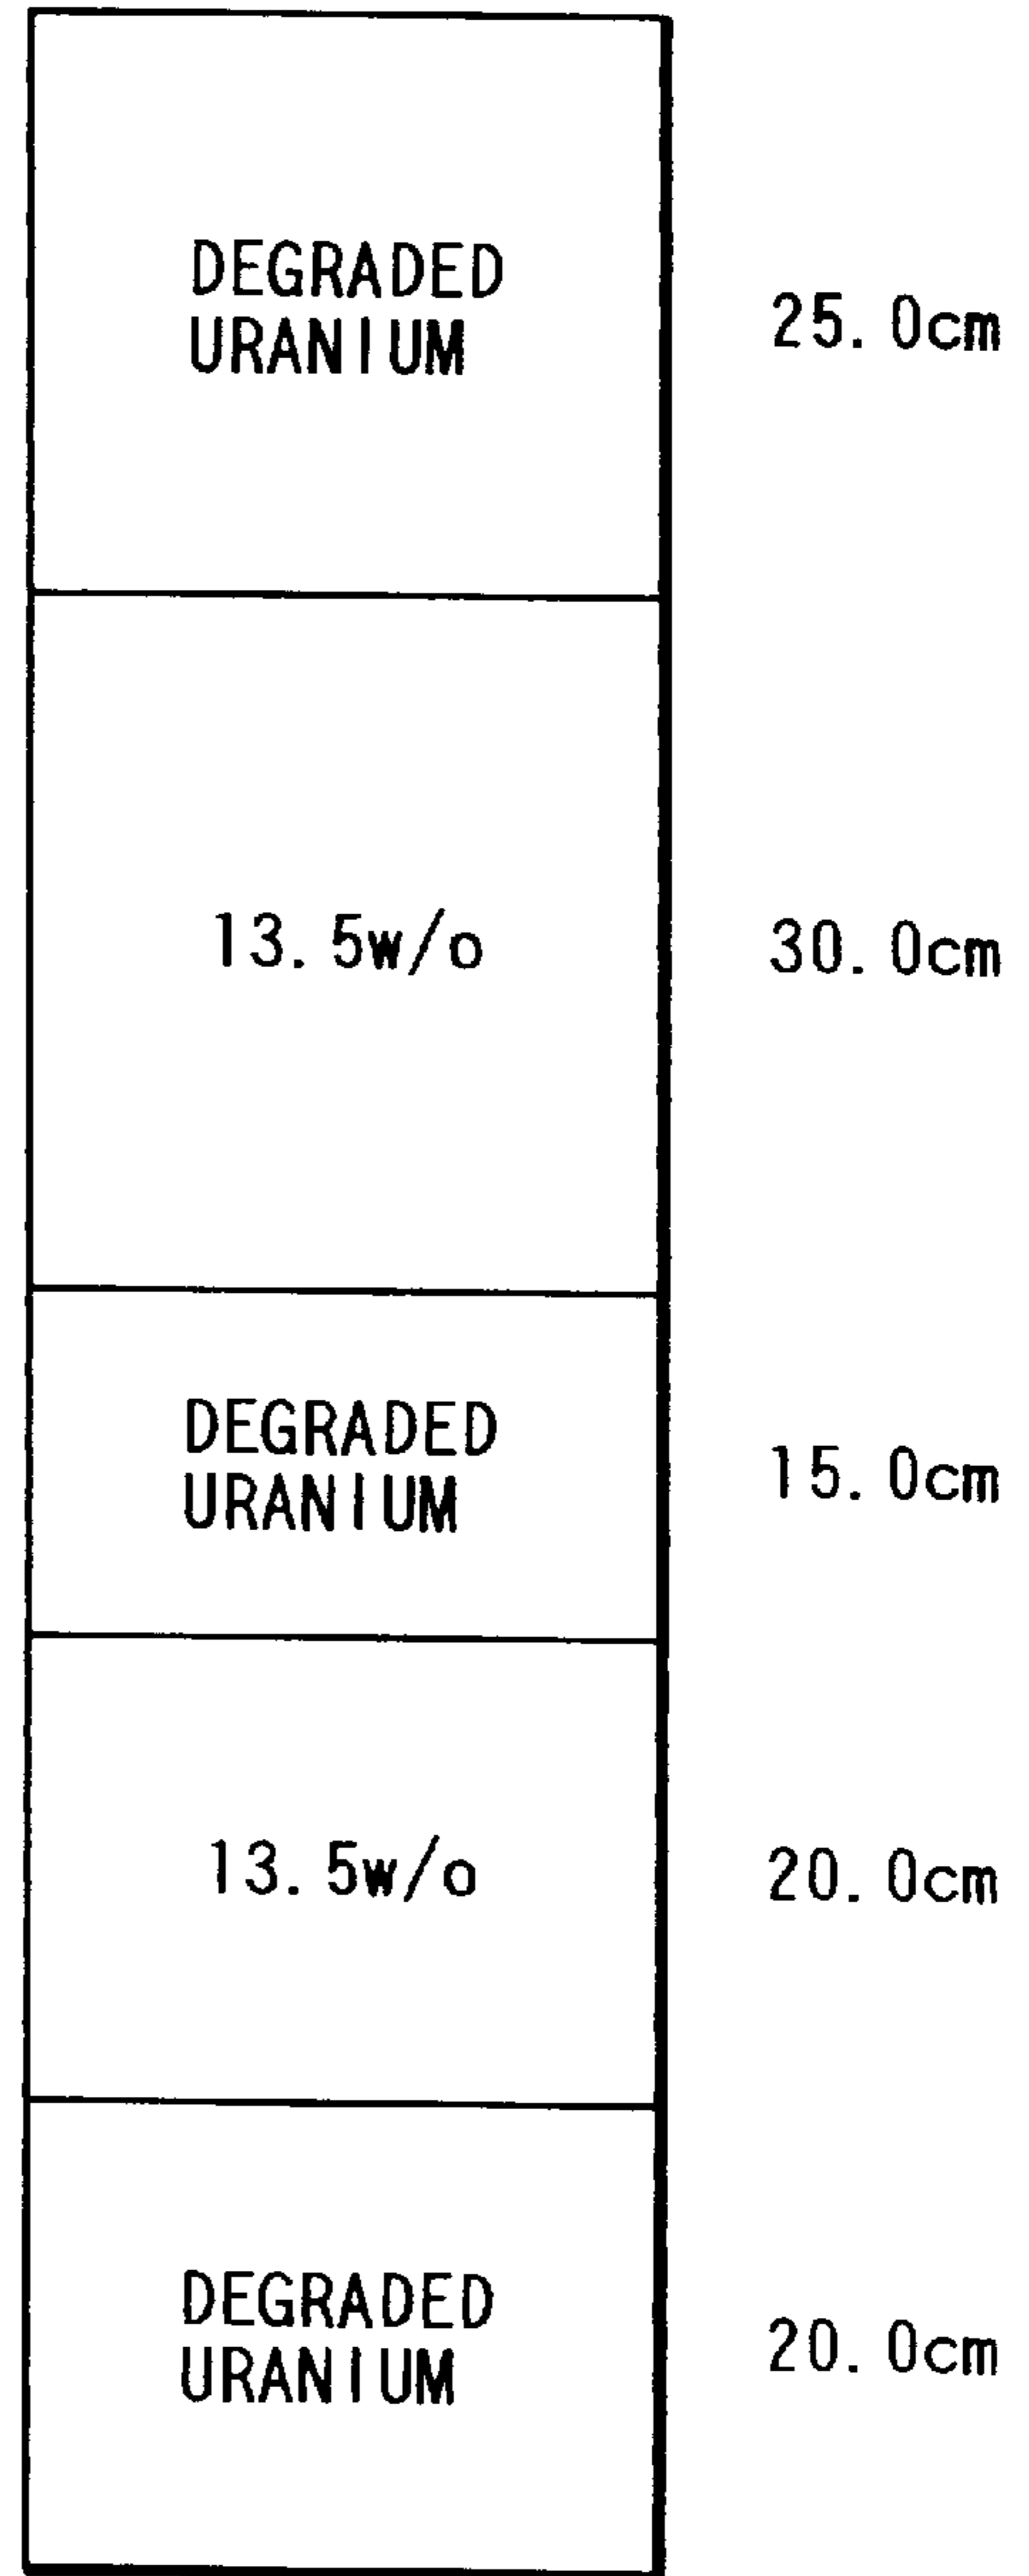 DEGRADED
URANIUM
25.0cm
13.5w/o
30.0cm
DEGRADED
URANIUM
15.0cm
13.5w/o
20.0cm
DEGRADED
URANIUM
20.0cm